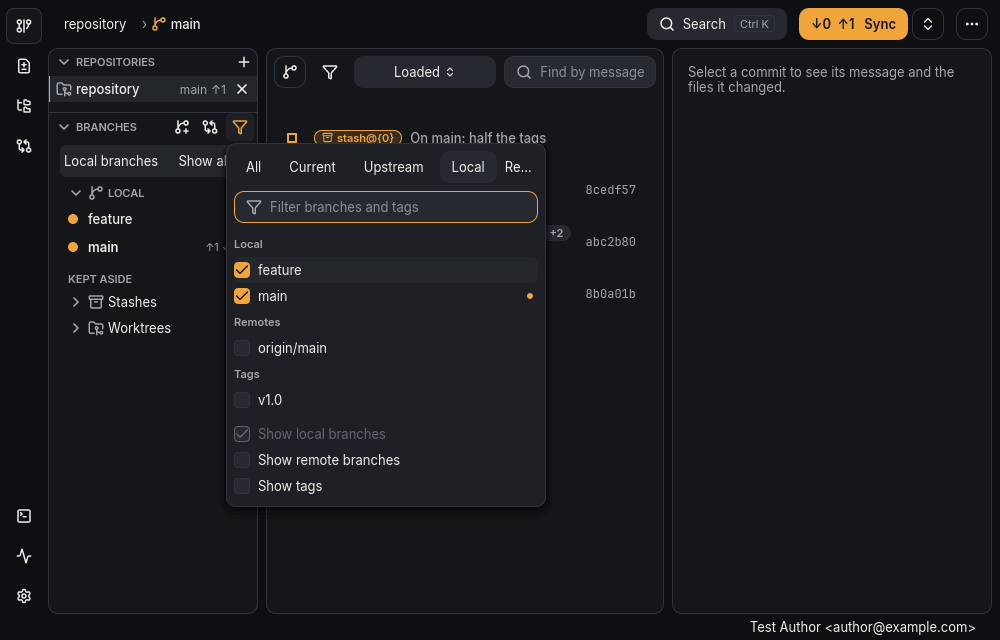 repository › main
Search Ctrl K
↓0 ↑1 Sync
REPOSITORIES
repository main ↑1
BRANCHES
Local branches Show al
LOCAL
feature
main ↑1
KEPT ASIDE
Stashes
Worktrees
Loaded
Find by message
stash@{0} On main: half the tags
8cedf57
+2 abc2b80
8b0a01b
All Current Upstream Local Re...
Filter branches and tags
Local
feature
main
Remotes
origin/main
Tags
v1.0
Show local branches
Show remote branches
Show tags
Select a commit to see its message and the
files it changed.
Test Author <author@example.com>